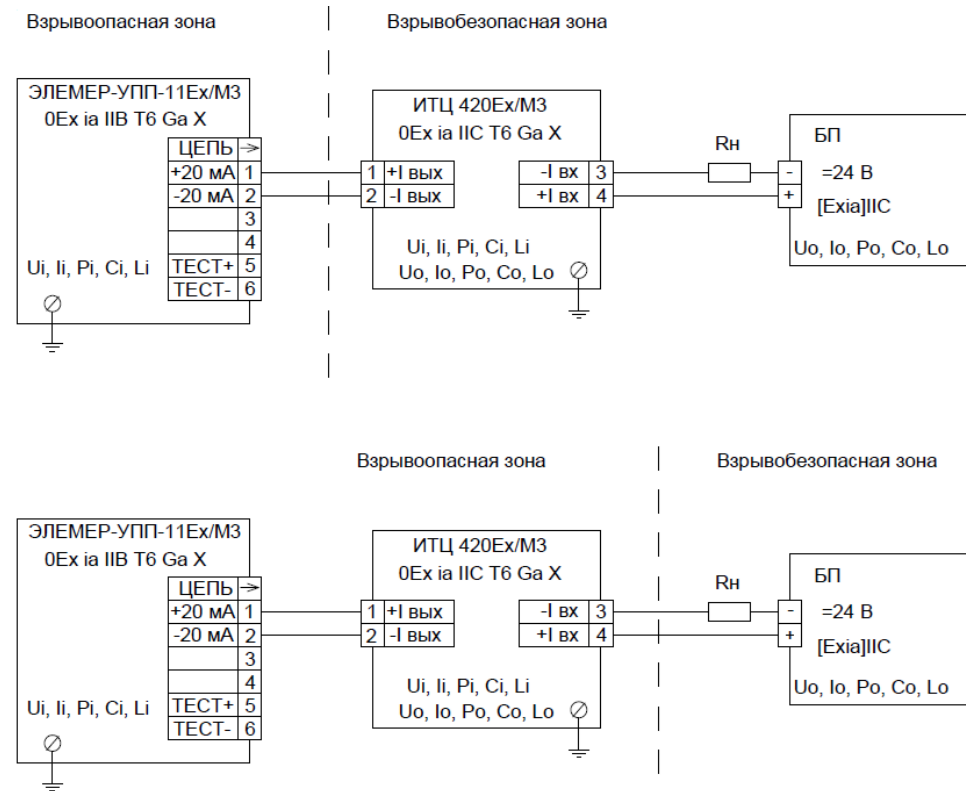 Взрывоопасная зона
Взрывобезопасная зона
ЭЛЕМЕР-УПП-11Ex/М3
0Ex ia IIB T6 Ga X
ЦЕПЬ
+20 мА 1
-20 мА 2
3
4
ТЕСТ+ 5
ТЕСТ- 6
Ui, Ii, Pi, Ci, Li
ИТЦ 420Ex/М3
0Ex ia IIC T6 Ga X
1 +I вых
2 -I вых
-I вх 3
+I вх 4
Ui, Ii, Pi, Ci, Li
Uo, Io, Po, Co, Lo
Rн
БП
- =24 В
+
[Exia]IIC
Uo, Io, Po, Co, Lo
Взрывоопасная зона
Взрывобезопасная зона
ЭЛЕМЕР-УПП-11Ex/М3
0Ex ia IIB T6 Ga X
ЦЕПЬ
+20 мА 1
-20 мА 2
3
4
ТЕСТ+ 5
ТЕСТ- 6
Ui, Ii, Pi, Ci, Li
ИТЦ 420Ex/М3
0Ex ia IIC T6 Ga X
1 +I вых
2 -I вых
-I вх 3
+I вх 4
Ui, Ii, Pi, Ci, Li
Uo, Io, Po, Co, Lo
Rн
БП
- =24 В
+
[Exia]IIC
Uo, Io, Po, Co, Lo